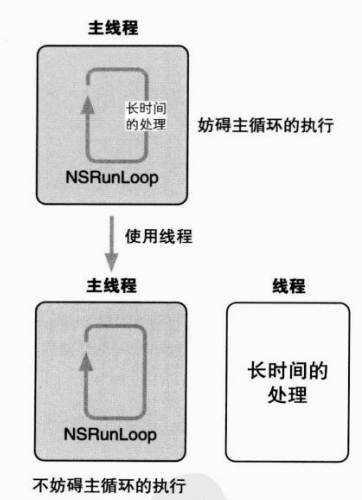 主线程
长时间
的处理
妨碍主循环的执行
NSRunLoop
使用线程
主线程
线程
长时间的
处理
NSRunLoop
不妨碍主循环的执行